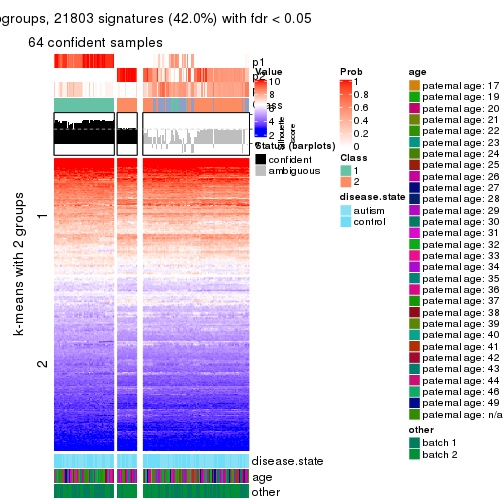 ogroups, 21803 signatures (42.0%) with fdr < 0.05
64 confident samples
p1
p2
Value
10
8
6
4
2
Silhouette
score
Status (barplots)
confident
ambiguous
Prob
1
0.8
0.6
0.4
0.2
0
Class
1
2
disease.state
autism
control
age
paternal age: 17
paternal age: 19
paternal age: 20
paternal age: 21
paternal age: 22
paternal age: 23
paternal age: 24
paternal age: 25
paternal age: 26
paternal age: 27
paternal age: 28
paternal age: 29
paternal age: 30
paternal age: 31
paternal age: 32
paternal age: 33
paternal age: 34
paternal age: 35
paternal age: 36
paternal age: 37
paternal age: 38
paternal age: 39
paternal age: 40
paternal age: 41
paternal age: 42
paternal age: 43
paternal age: 44
paternal age: 46
paternal age: 49
paternal age: n/a
other
batch 1
batch 2
k-means with 2 groups
1
2
disease.state
age
other